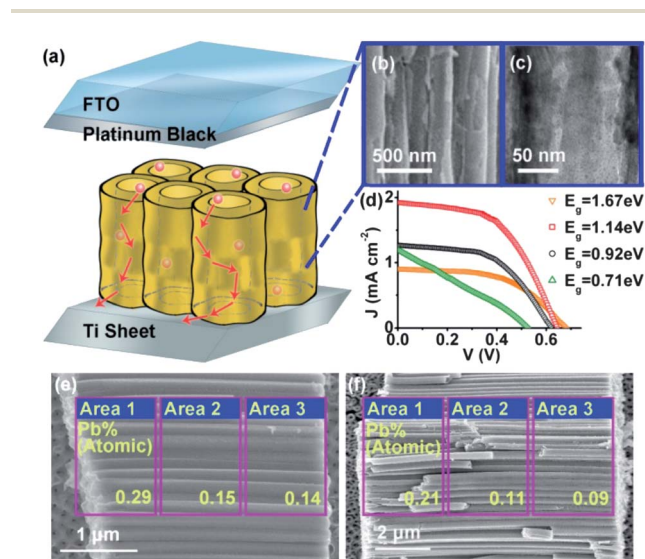 (a)
FTO
Platinum Black
Ti Sheet
(b)
500 nm
(c)
50 nm
(d)
J (mA cm⁻²)
2
1
0
0.0 0.2 0.4 0.6
V (V)
E_g=1.67eV
E_g=1.14eV
E_g=0.92eV
E_g=0.71eV
(e)
Area 1 Area 2 Area 3
Pb%
(Atomic)
0.29 0.15 0.14
1 µm
(f)
Area 1 Area 2 Area 3
Pb%
(Atomic)
0.21 0.11 0.09
2 µm